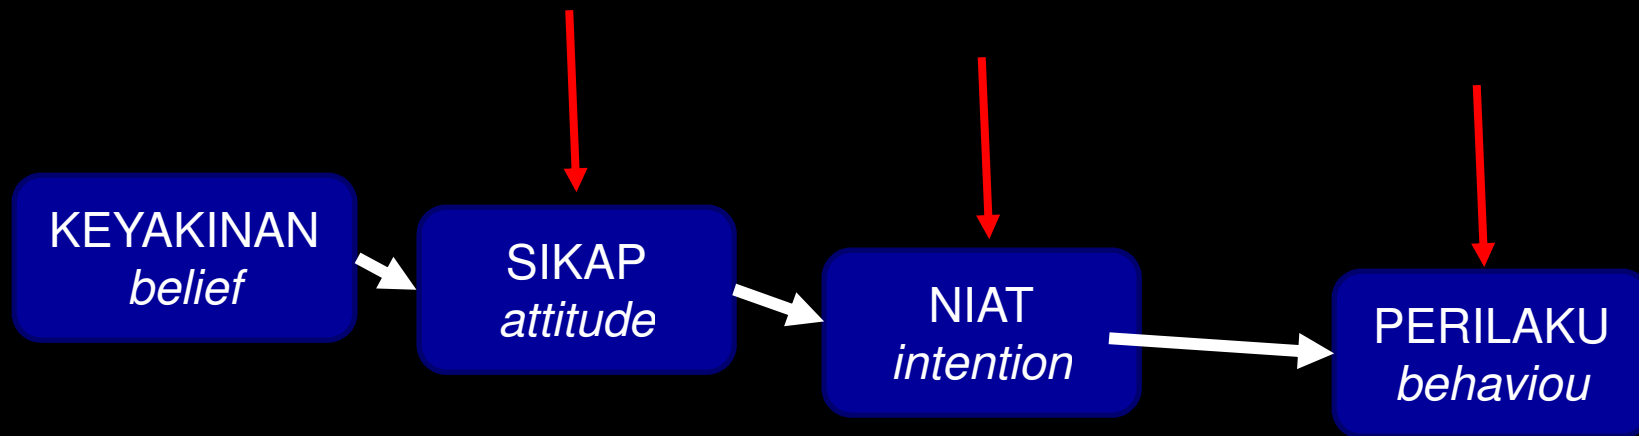 KEYAKINAN
belief
SIKAP
attitude
NIAT
intention
PERILAKU
behaviou